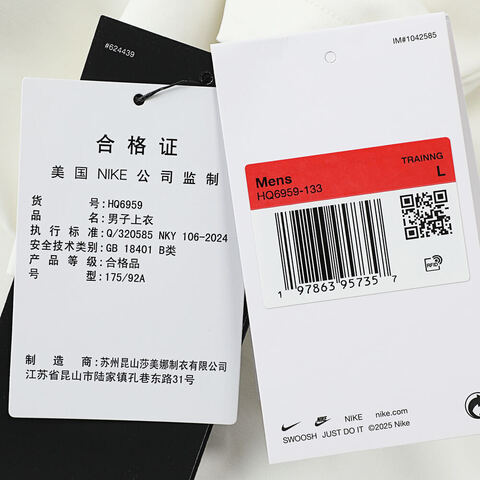 #624439
合格证
美国 NIKE 公司监制
货号: HQ6959
品名: 男子上衣
执行标准: Q/320585 NKY 106-2024
安全技术类别: GB 18401 B类
产品等级: 合格品
号型: 175/92A
制造商: 苏州昆山莎美娜制衣有限公司
江苏省昆山市陆家镇孔巷东路31号
IM#1042585
TRAINNG
Mens L
HQ6959-133
1 97863 95735 7
RFID
NIKE nike.com
SWOOSH JUST DO IT ©2025 Nike